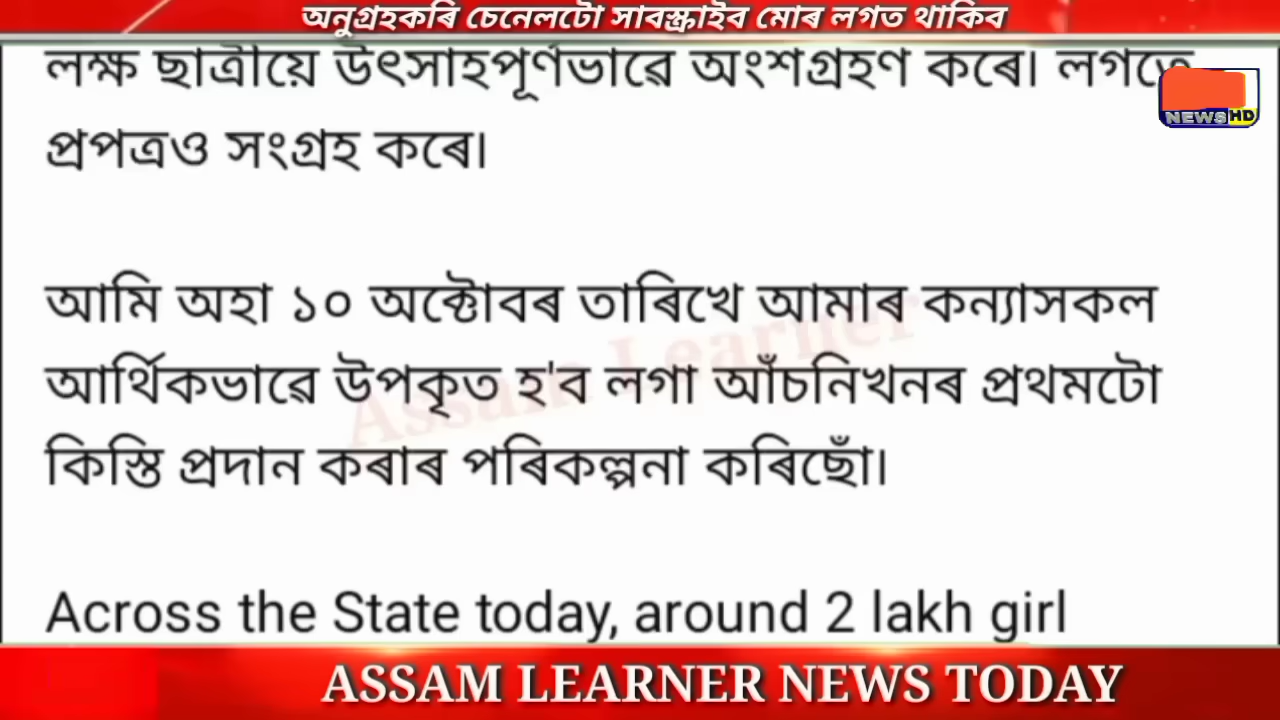 অনুগ্ৰহকৰি চেনেলটো সাবস্ক্ৰাইব মোৰ লগত থাকিব
লক্ষ ছাত্ৰীয়ে উৎসাহপূৰ্ণভাৱে অংশগ্ৰহণ কৰে। লগতে
NEWS HD
প্ৰপত্ৰও সংগ্ৰহ কৰে।
আমি অহা ১০ অক্টোবৰ তাৰিখে আমাৰ কন্যাসকল
আৰ্থিকভাৱে উপকৃত হ'ব লগা আঁচনিখনৰ প্ৰথমটো
কিস্তি প্ৰদান কৰাৰ পৰিকল্পনা কৰিছোঁ।
Assam Learner
Across the State today, around 2 lakh girl
ASSAM LEARNER NEWS TODAY